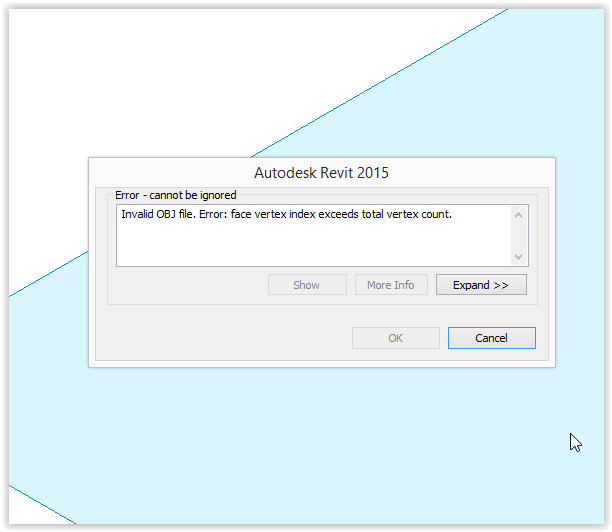 Autodesk Revit 2015
Error - cannot be ignored
Invalid OBJ file. Error: face vertex index exceeds total vertex count.
Show More Info Expand >>
OK Cancel